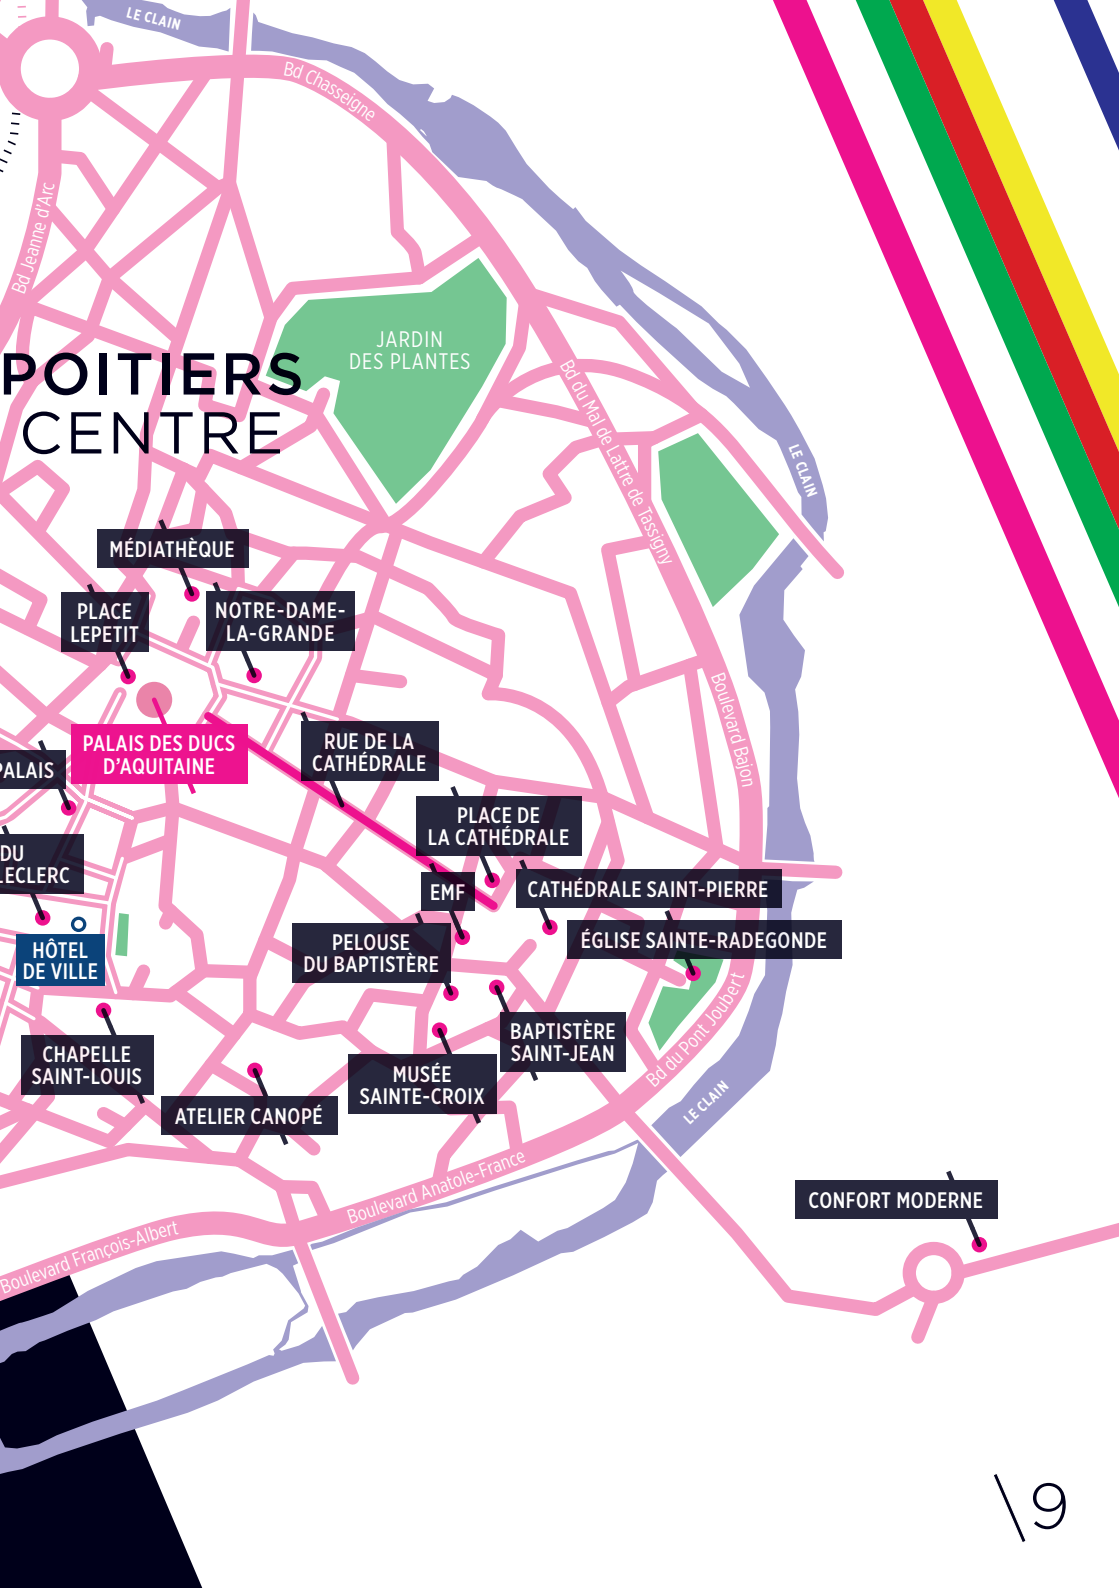 LE CLAIN
Bd Chasseigne
Bd Jeanne d'Arc
JARDIN
DES PLANTES
POITIERS
CENTRE
Bd du Mal de Lattre de Tassigny
LE CLAIN
MÉDIATHÈQUE
PLACE
LEPETIT
NOTRE-DAME-
LA-GRANDE
Boulevard Bajon
PALAIS DES DUCS
D'AQUITAINE
RUE DE LA
CATHÉDRALE
PALAIS
PLACE DE
LA CATHÉDRALE
DU
LECLERC
EMF
CATHÉDRALE SAINT-PIERRE
ÉGLISE SAINTE-RADEGONDE
PELOUSE
DU BAPTISTÈRE
HÔTEL
DE VILLE
BAPTISTÈRE
SAINT-JEAN
Bd du Pont Joubert
CHAPELLE
SAINT-LOUIS
MUSÉE
SAINTE-CROIX
ATELIER CANOPÉ
LE CLAIN
Boulevard Anatole-France
Boulevard François-Albert
CONFORT MODERNE
\9